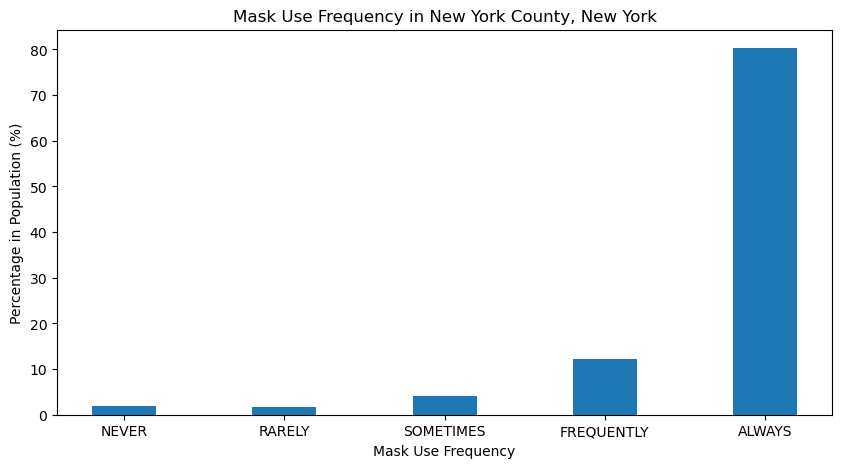 Mask Use Frequency in New York County, New York
Percentage in Population (%)
80
70
60
50
40
30
20
10
0
NEVER RARELY SOMETIMES FREQUENTLY ALWAYS
Mask Use Frequency